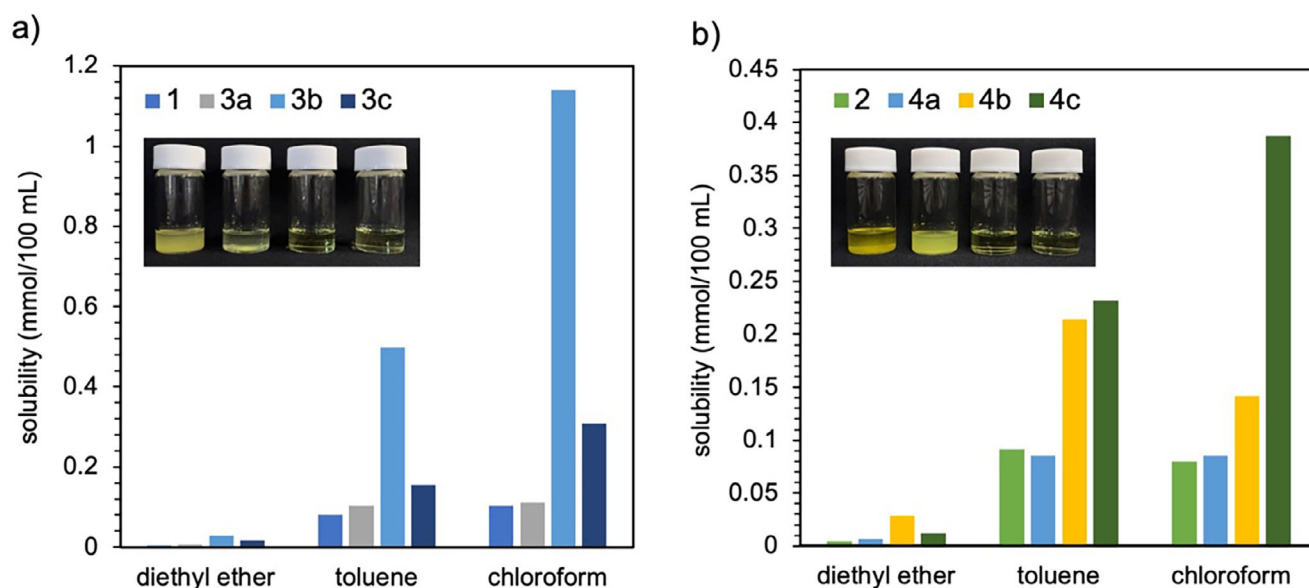 a)
solubility (mmol/100 mL)
1.2
1
0.8
0.6
0.4
0.2
0
1 3a 3b 3c
diethyl ether toluene chloroform
b)
solubility (mmol/100 mL)
0.45
0.4
0.35
0.3
0.25
0.2
0.15
0.1
0.05
0
2 4a 4b 4c
diethyl ether toluene chloroform